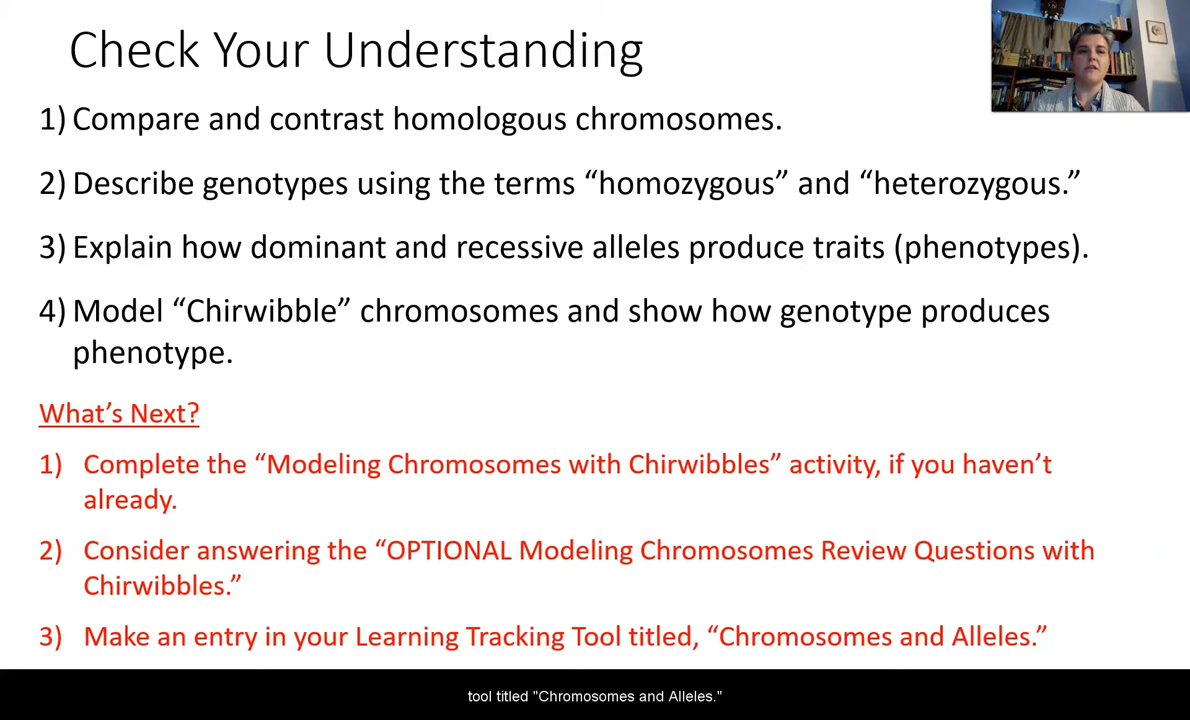 Check Your Understanding
1) Compare and contrast homologous chromosomes.
2) Describe genotypes using the terms “homozygous” and “heterozygous.”
3) Explain how dominant and recessive alleles produce traits (phenotypes).
4) Model “Chirwibble” chromosomes and show how genotype produces
phenotype.
What’s Next?
1) Complete the “Modeling Chromosomes with Chirwibbles” activity, if you haven’t
already.
2) Consider answering the “OPTIONAL Modeling Chromosomes Review Questions with
Chirwibbles.”
3) Make an entry in your Learning Tracking Tool titled, “Chromosomes and Alleles.”
tool titled "Chromosomes and Alleles."